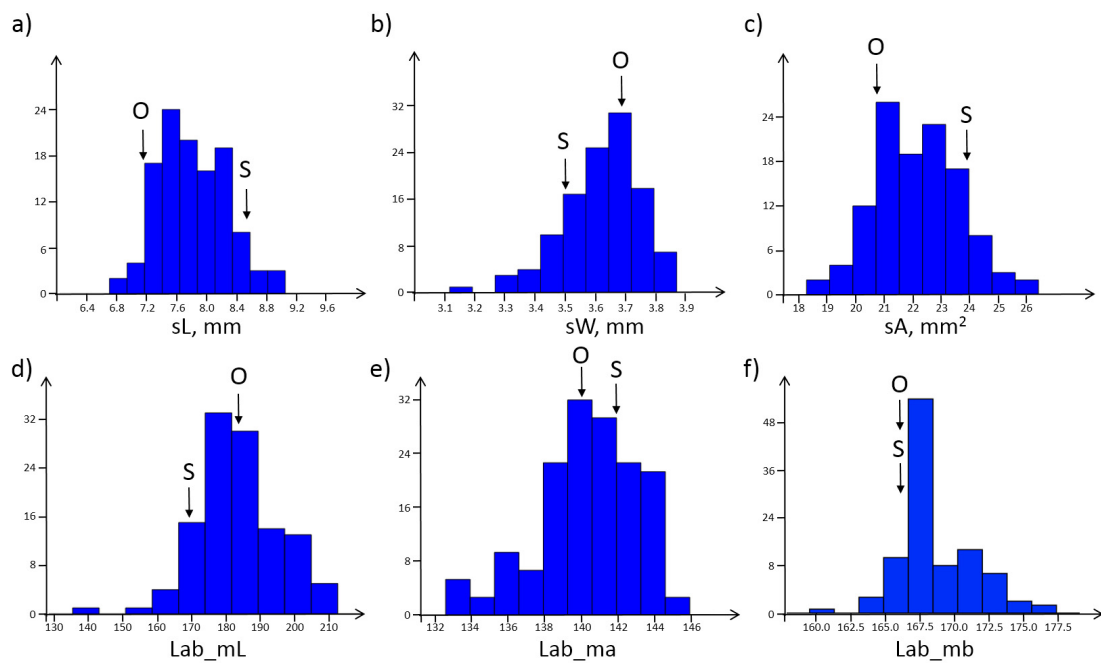 a)
O
S
24
18
12
6
0
6.4 6.8 7.2 7.6 8.0 8.4 8.8 9.2 9.6
sL, mm
b)
O
S
32
24
16
8
0
3.1 3.2 3.3 3.4 3.5 3.6 3.7 3.8 3.9
sW, mm
c)
O
S
24
18
12
6
0
18 19 20 21 22 23 24 25 26
sA, mm²
d)
O
S
32
24
16
8
0
130 140 150 160 170 180 190 200 210
Lab_mL
e)
O
S
32
24
16
8
0
132 134 136 138 140 142 144 146
Lab_ma
f)
O
S
48
36
24
12
0
160.0 162.5 165.0 167.5 170.0 172.5 175.0 177.5
Lab_mb